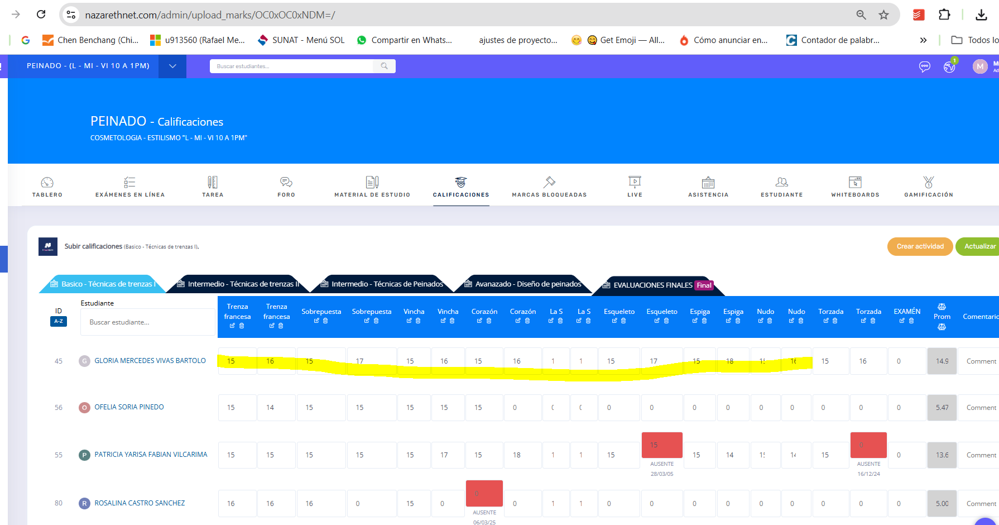 nazarethnet.com/admin/upload_marks/OC0xOC0xNDM=/
Chen Benchang (Chi... u913560 (Rafael Me... SUNAT - Menú SOL Compartir en Whats... ajustes de proyecto... Get Emoji — All... Cómo anunciar en... Contador de palabr... » Todos lo
PEINADO - (L - MI - VI 10 A 1PM) Buscar estudiantes... 1 M
PEINADO - Calificaciones
COSMETOLOGIA - ESTILISMO "L - MI - VI 10 A 1PM"
TABLERO EXÁMENES EN LÍNEA TAREA FORO MATERIAL DE ESTUDIO CALIFICACIONES MARCAS BLOQUEADAS LIVE ASISTENCIA ESTUDIANTE WHITEBOARDS GAMIFICACIÓN
Subir calificaciones (Basico - Técnicas de trenzas I).
Crear actividad Actualizar
Basico - Técnicas de trenzas I Intermedio - Técnicas de trenzas II Intermedio - Técnicas de Peinados Avanazado - Diseño de peinados EVALUACIONES FINALES Final
ID A-Z Estudiante Buscar estudiante... Trenza francesa Trenza francesa Sobrepuesta Sobrepuesta Vincha Vincha Corazón Corazón La S La S Esqueleto Esqueleto Espiga Espiga Nudo Nudo Torzada Torzada EXAMÉN Prom Comentario
45 G GLORIA MERCEDES VIVAS BARTOLO 15 16 15 17 15 16 15 16 1 1 15 17 15 18 15 16 15 16 0 14.9 Comment
56 O OFELIA SORIA PINEDO 15 14 15 15 15 15 15 0 0 0 0 0 0 0 0 0 0 0 0 5.47 Comment
55 P PATRICIA YARISA FABIAN VILCARIMA 15 15 15 15 15 17 15 18 1 1 15 15 15 14 15 14 15 0 0 13.6 Comment
AUSENTE AUSENTE
28/03/05 16/12/24
80 R ROSALINA CASTRO SANCHEZ 16 16 16 0 15 0 0 0 1 1 0 0 0 0 0 0 0 0 0 5.00 Comment
AUSENTE
06/03/25